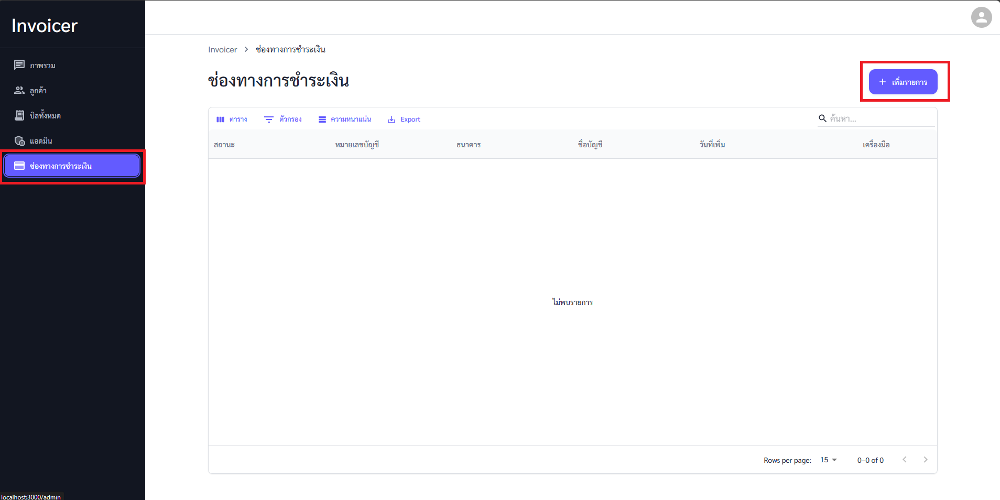 Invoicer
ภาพรวม
ลูกค้า
บิลทั้งหมด
แอดมิน
ช่องทางการชำระเงิน
Invoicer > ช่องทางการชำระเงิน
ช่องทางการชำระเงิน
+ เพิ่มรายการ
ตาราง ตัวกรอง ความหนาแน่น Export ค้นหา...
สถานะ หมายเลขบัญชี ธนาคาร ชื่อบัญชี วันที่เพิ่ม เครื่องมือ
ไม่พบรายการ
Rows per page: 15 0–0 of 0
localhost:3000/admin